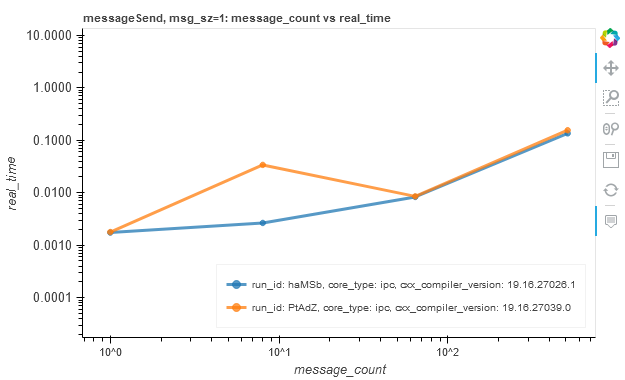 messageSend, msg_sz=1: message_count vs real_time
10.0000
1.0000
0.1000
0.0100
0.0010
0.0001
real_time
run_id: haMSb, core_type: ipc, cxx_compiler_version: 19.16.27026.1
run_id: PtAdZ, core_type: ipc, cxx_compiler_version: 19.16.27039.0
10^0
10^1
10^2
message_count